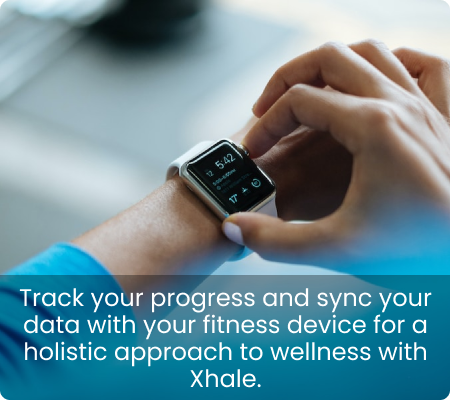 12 5:42
17°
Track your progress and sync your
data with your fitness device for a
holistic approach to wellness with
Xhale.